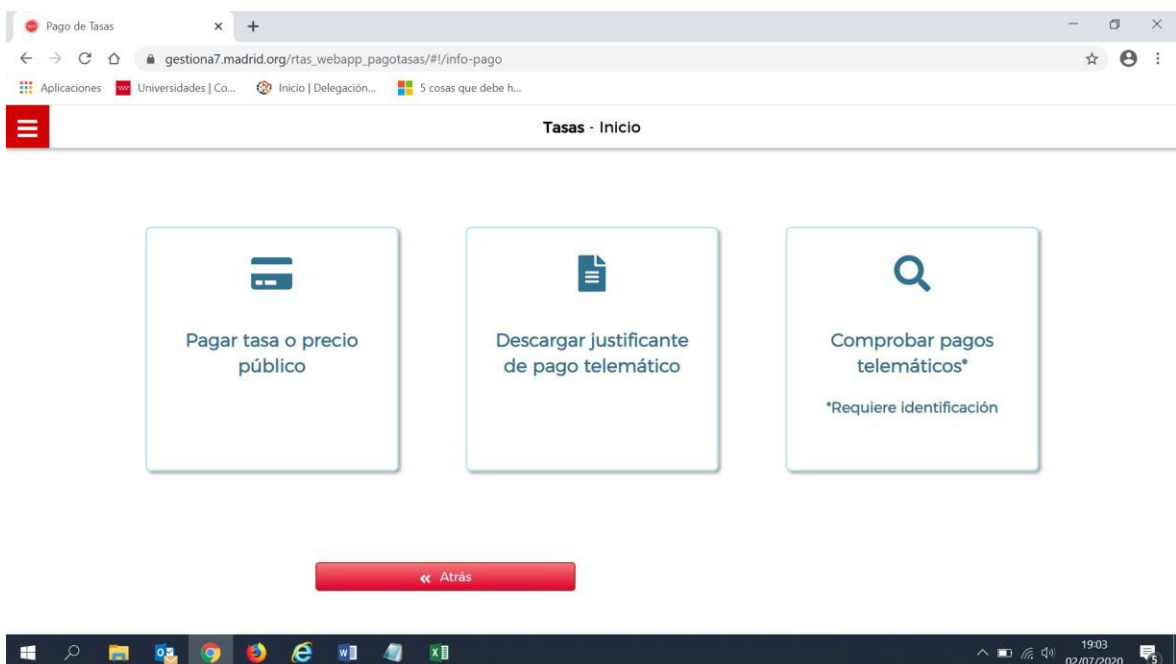 Pago de Tasas
gestiona7.madrid.org/rtas_webapp_pagotasas/#!/info-pago
Aplicaciones Universidades | Co... Inicio | Delegación... 5 cosas que debe h...
Tasas - Inicio
Pagar tasa o precio
público
Descargar justificante
de pago telemático
Comprobar pagos
telemáticos*
*Requiere identificación
« Atrás
19:03
02/07/2020